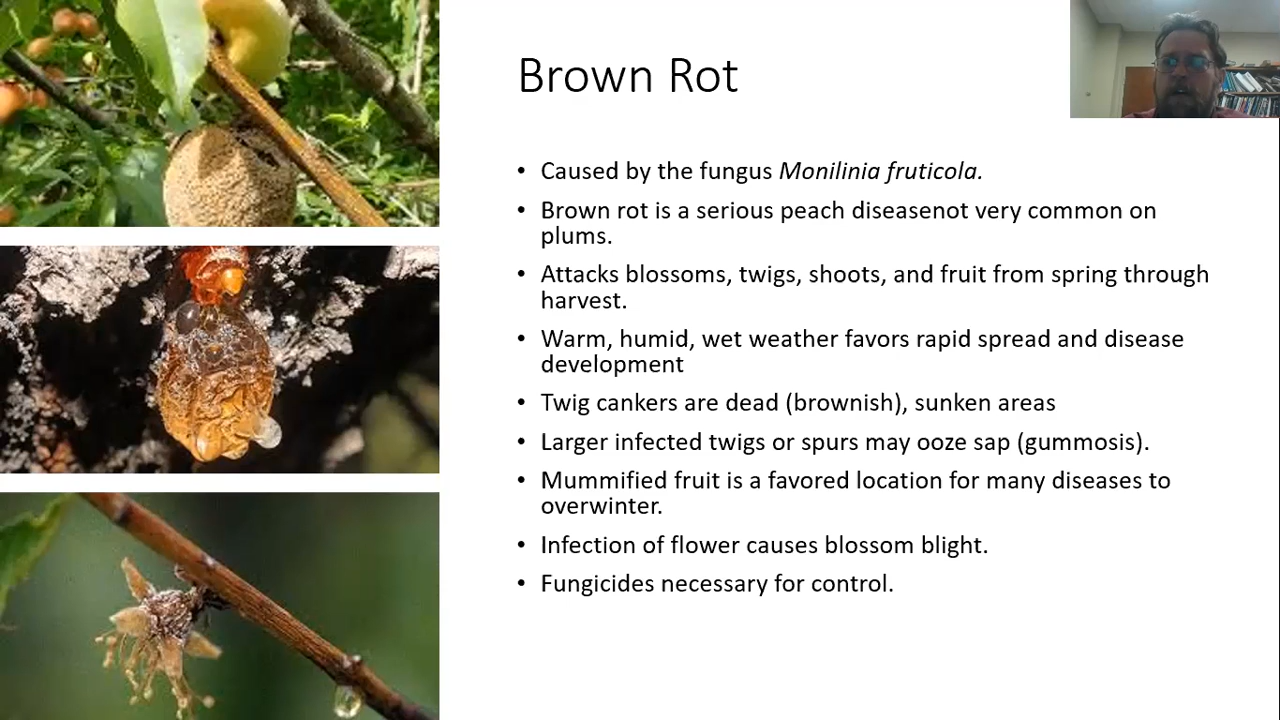 Brown Rot
• Caused by the fungus Monilinia fruticola.
• Brown rot is a serious peach diseasenot very common on
plums.
• Attacks blossoms, twigs, shoots, and fruit from spring through
harvest.
• Warm, humid, wet weather favors rapid spread and disease
development
• Twig cankers are dead (brownish), sunken areas
• Larger infected twigs or spurs may ooze sap (gummosis).
• Mummified fruit is a favored location for many diseases to
overwinter.
• Infection of flower causes blossom blight.
• Fungicides necessary for control.